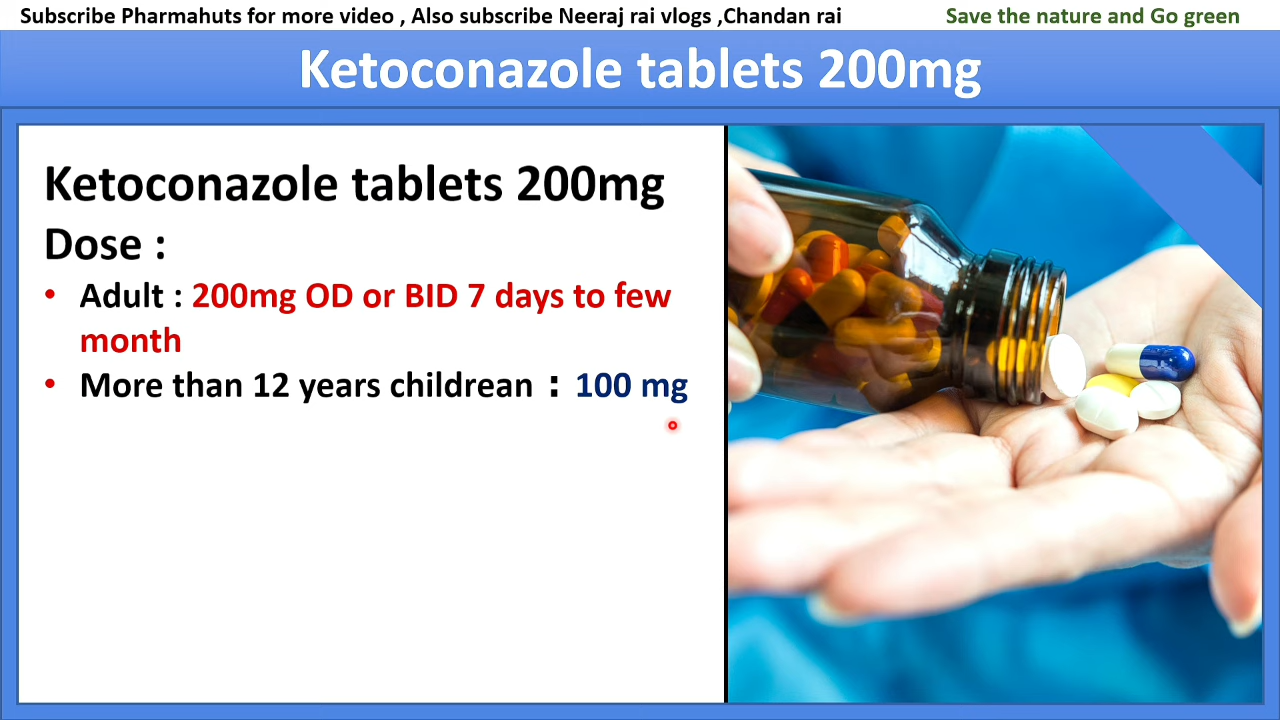 Subscribe Pharmahuts for more video , Also subscribe Neeraj rai vlogs ,Chandan rai
Save the nature and Go green
Ketoconazole tablets 200mg
Ketoconazole tablets 200mg
Dose :
• Adult : 200mg OD or BID 7 days to few
month
• More than 12 years childrean : 100 mg